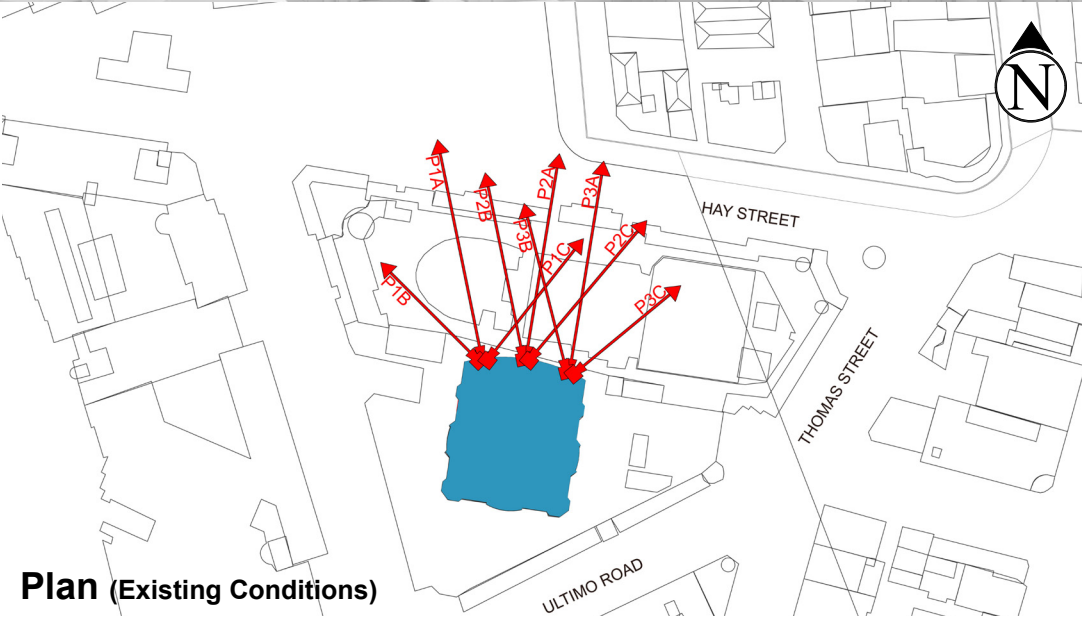 N
P1A
P2B
P2A
P3A
P3B
P1C
P2C
P1B
P3C
HAY STREET
THOMAS STREET
ULTIMO ROAD
Plan (Existing Conditions)